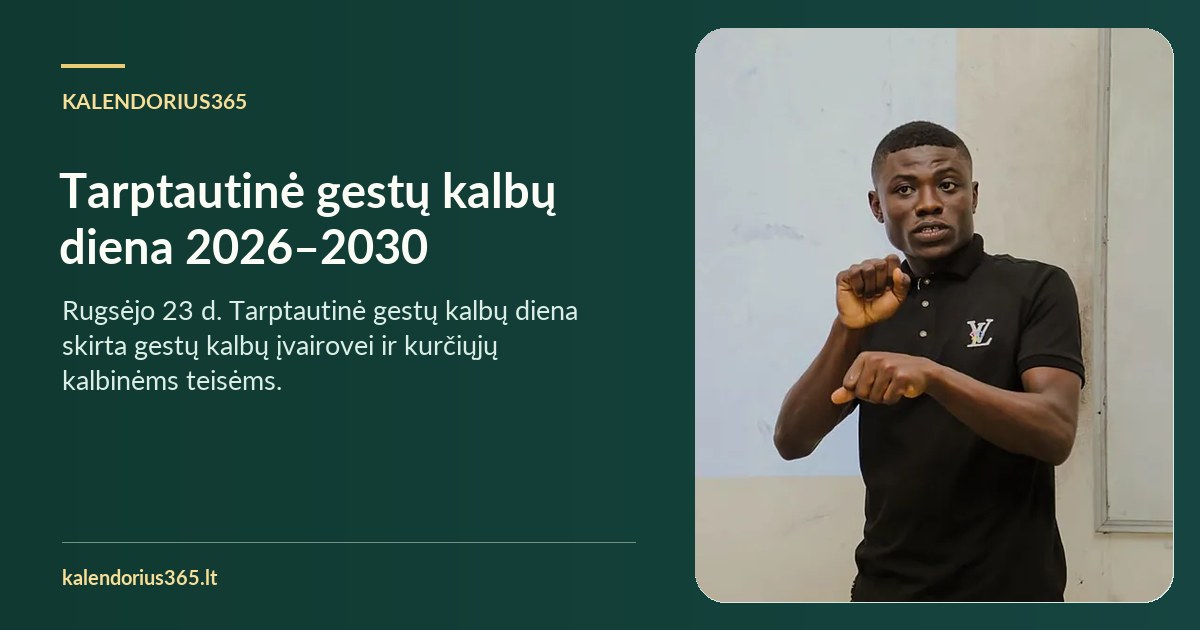 KALENDORIUS365
Tarptautinė gestų kalbų
diena 2026–2030
Rugsėjo 23 d. Tarptautinė gestų kalbų diena
skirta gestų kalbų įvairovei ir kurčiųjų
kalbinėms teisėms.
kalendorius365.lt
LV